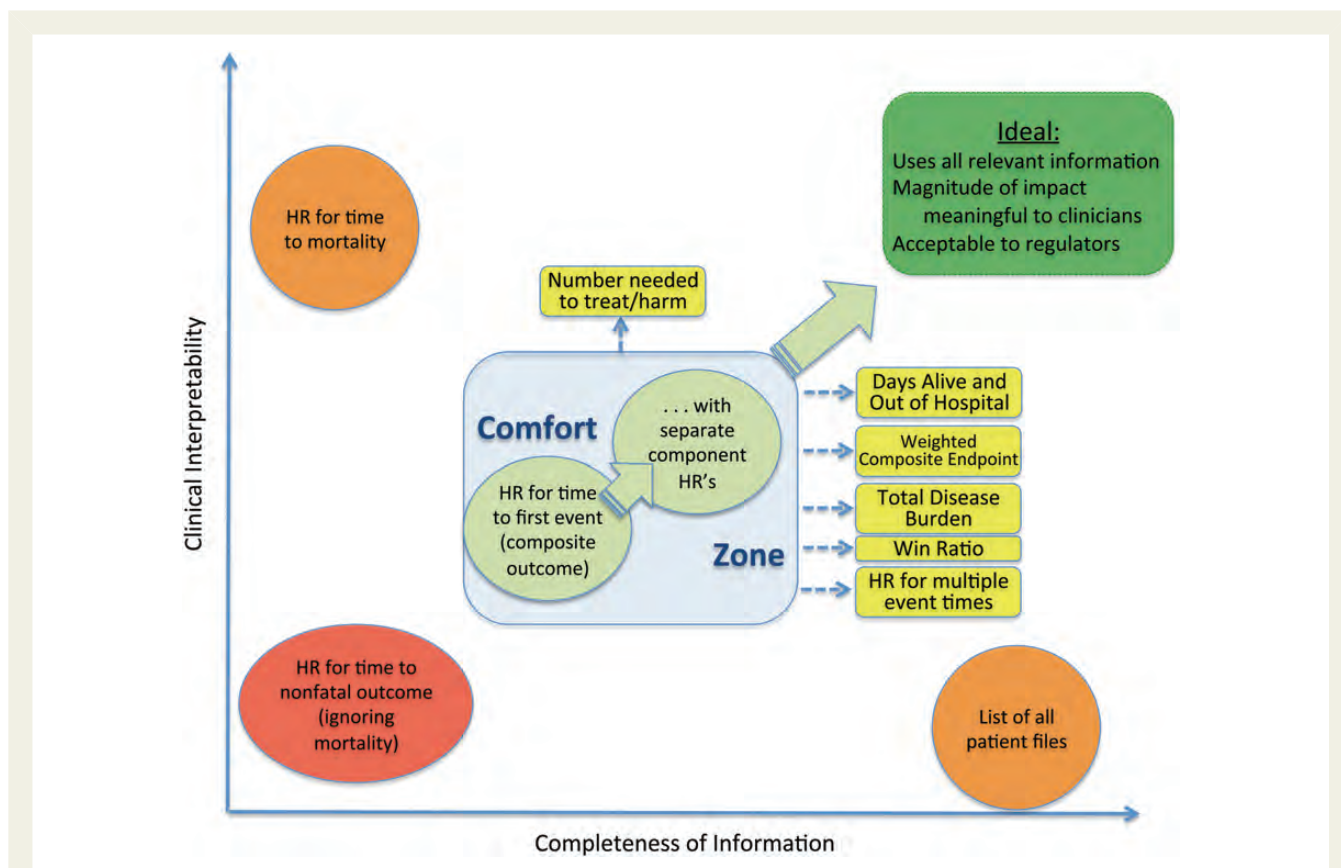 Clinical Interpretability
HR for time
to mortality
Ideal:
Uses all relevant information
Magnitude of impact
meaningful to clinicians
Acceptable to regulators
Number needed
to treat/harm
Comfort
Zone
HR for time
to first event
(composite
outcome)
. . . with
separate
component
HR's
Days Alive and
Out of Hospital
Weighted
Composite Endpoint
Total Disease
Burden
Win Ratio
HR for multiple
event times
HR for time to
nonfatal outcome
(ignoring
mortality)
List of all
patient files
Completeness of Information